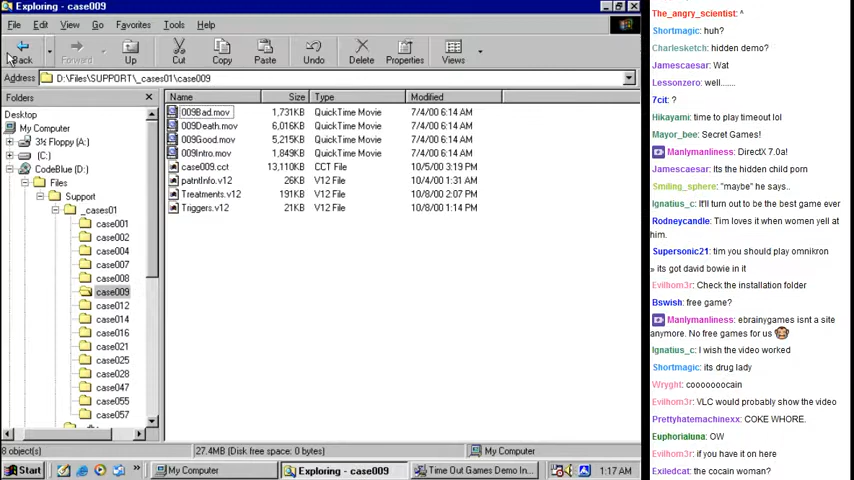 Exploring - case009
File Edit View Go Favorites Tools Help
Back Forward Up Cut Copy Paste Undo Delete Properties Views
Address D:\Files\SUPPORT\_cases01\case009
Folders
Desktop
My Computer
3½ Floppy (A:)
(C:)
CodeBlue (D:)
Files
Support
_cases01
case001
case002
case004
case007
case008
case009
case012
case014
case016
case021
case025
case028
case047
case055
case057
Name Size Type Modified
009Bad.mov 1,731KB QuickTime Movie 7/4/00 6:14 AM
009Death.mov 6,016KB QuickTime Movie 7/4/00 6:14 AM
009Good.mov 5,215KB QuickTime Movie 7/4/00 6:14 AM
009Intro.mov 1,849KB QuickTime Movie 7/4/00 6:14 AM
case009.cct 13,110KB CCT File 10/5/00 3:19 PM
patntInfo.v12 26KB V12 File 10/4/00 1:31 AM
Treatments.v12 191KB V12 File 10/8/00 2:07 PM
Triggers.v12 21KB V12 File 10/8/00 1:14 PM
8 object(s) 27.4MB (Disk free space: 0 bytes) My Computer
Start My Computer Exploring - case009 Time Out Games Demo In... 1:17 AM
The_angry_scientist: ^
Shortmagic: huh?
Charlesketch: hidden demo?
Jamescaesar: Wat
Lessonzero: well.......
7cit: ?
Hikayami: time to play timeout lol
Mayor_bee: Secret Games!
Manlymanliness: DirectX 7.0a!
Jamescaesar: Its the hidden child porn
Smiling_sphere: "maybe" he says..
Ignatius_c: It'll turn out to be the best game ever
Rodneycandle: Tim loves it when women yell at
him.
Supersonic21: tim you should play omnikron
» its got david bowie in it
Evilhom3r: Check the installation folder
Bswish: free game?
Manlymanliness: ebrainygames isnt a site
anymore. No free games for us
Ignatius_c: I wish the video worked
Shortmagic: its drug lady
Wryght: coooooooocain
Evilhom3r: VLC would probably show the video
Prettyhatemachinexx: COKE WHORE.
Euphorialuna: OW
Evilhom3r: if you have it on here
Exiledcat: the cocain woman?